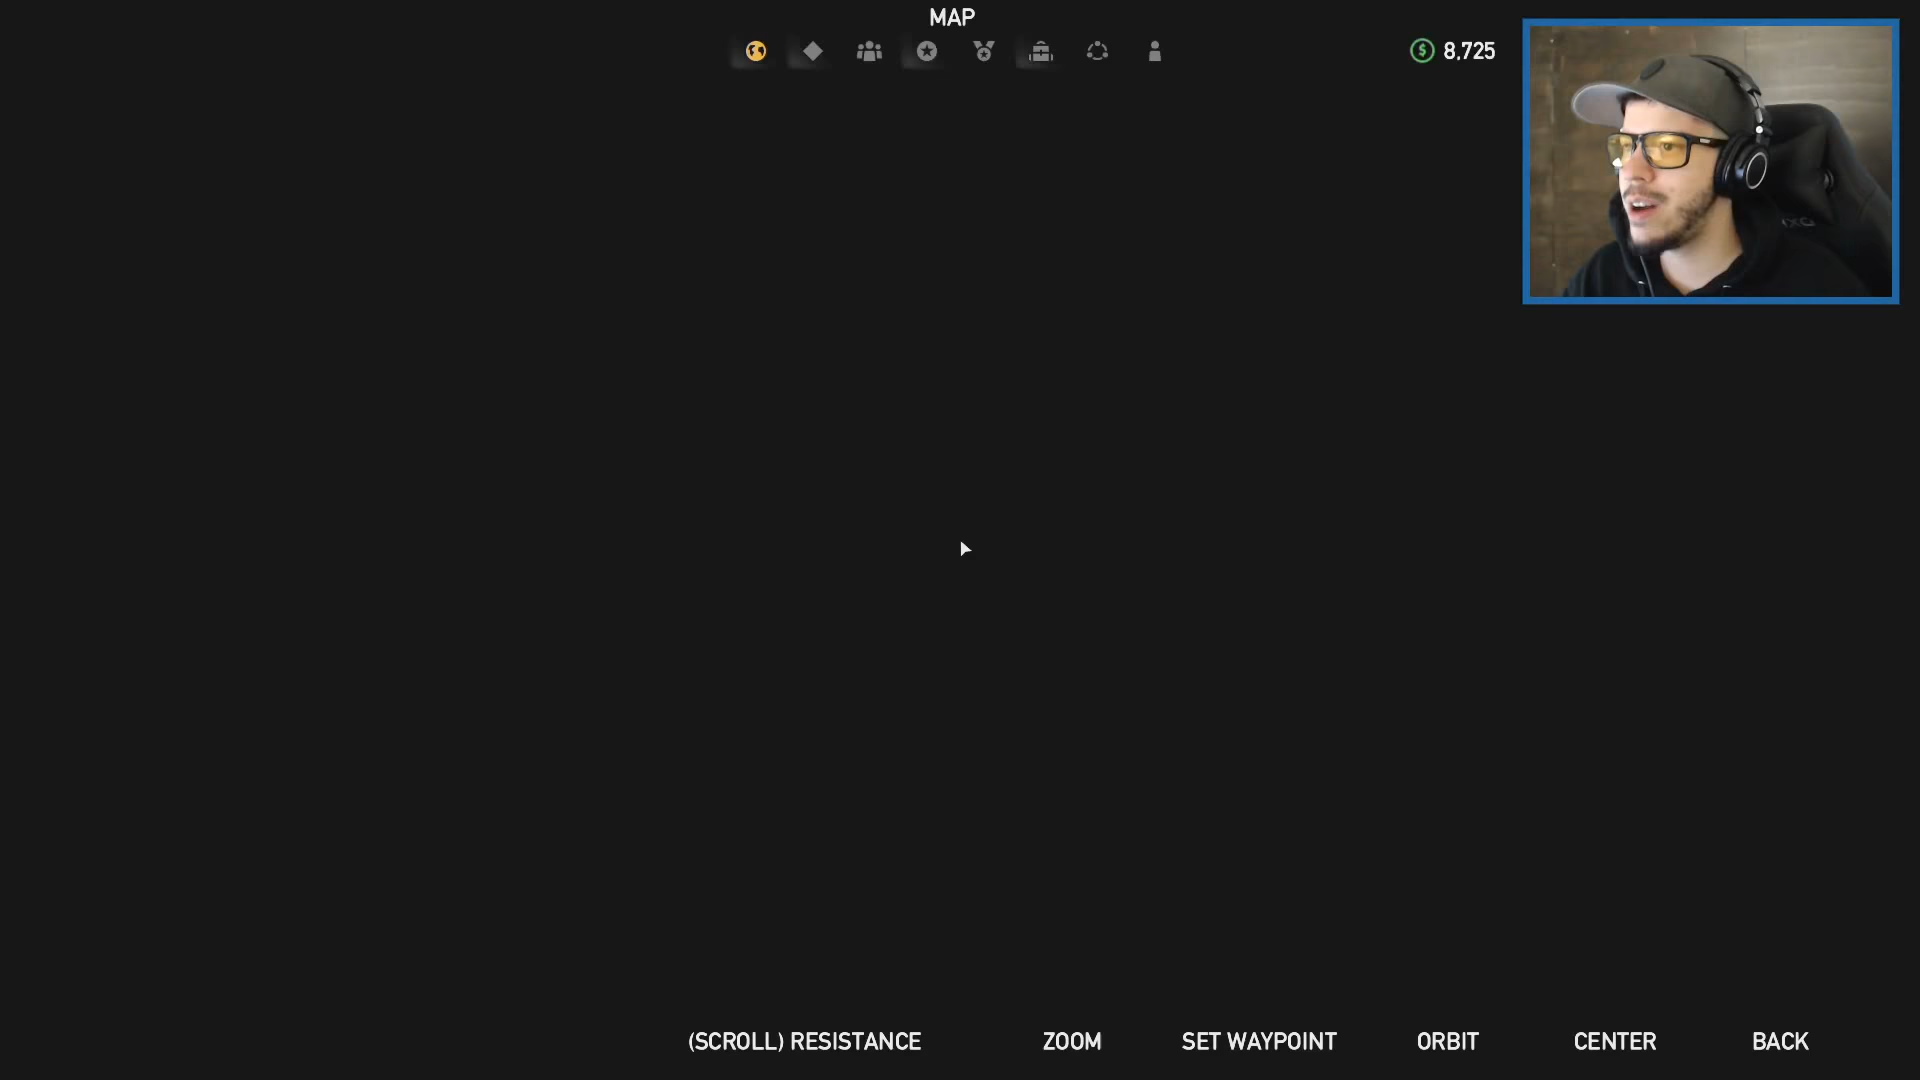 MAP
8,725
(SCROLL) RESISTANCE
ZOOM
SET WAYPOINT
ORBIT
CENTER
BACK